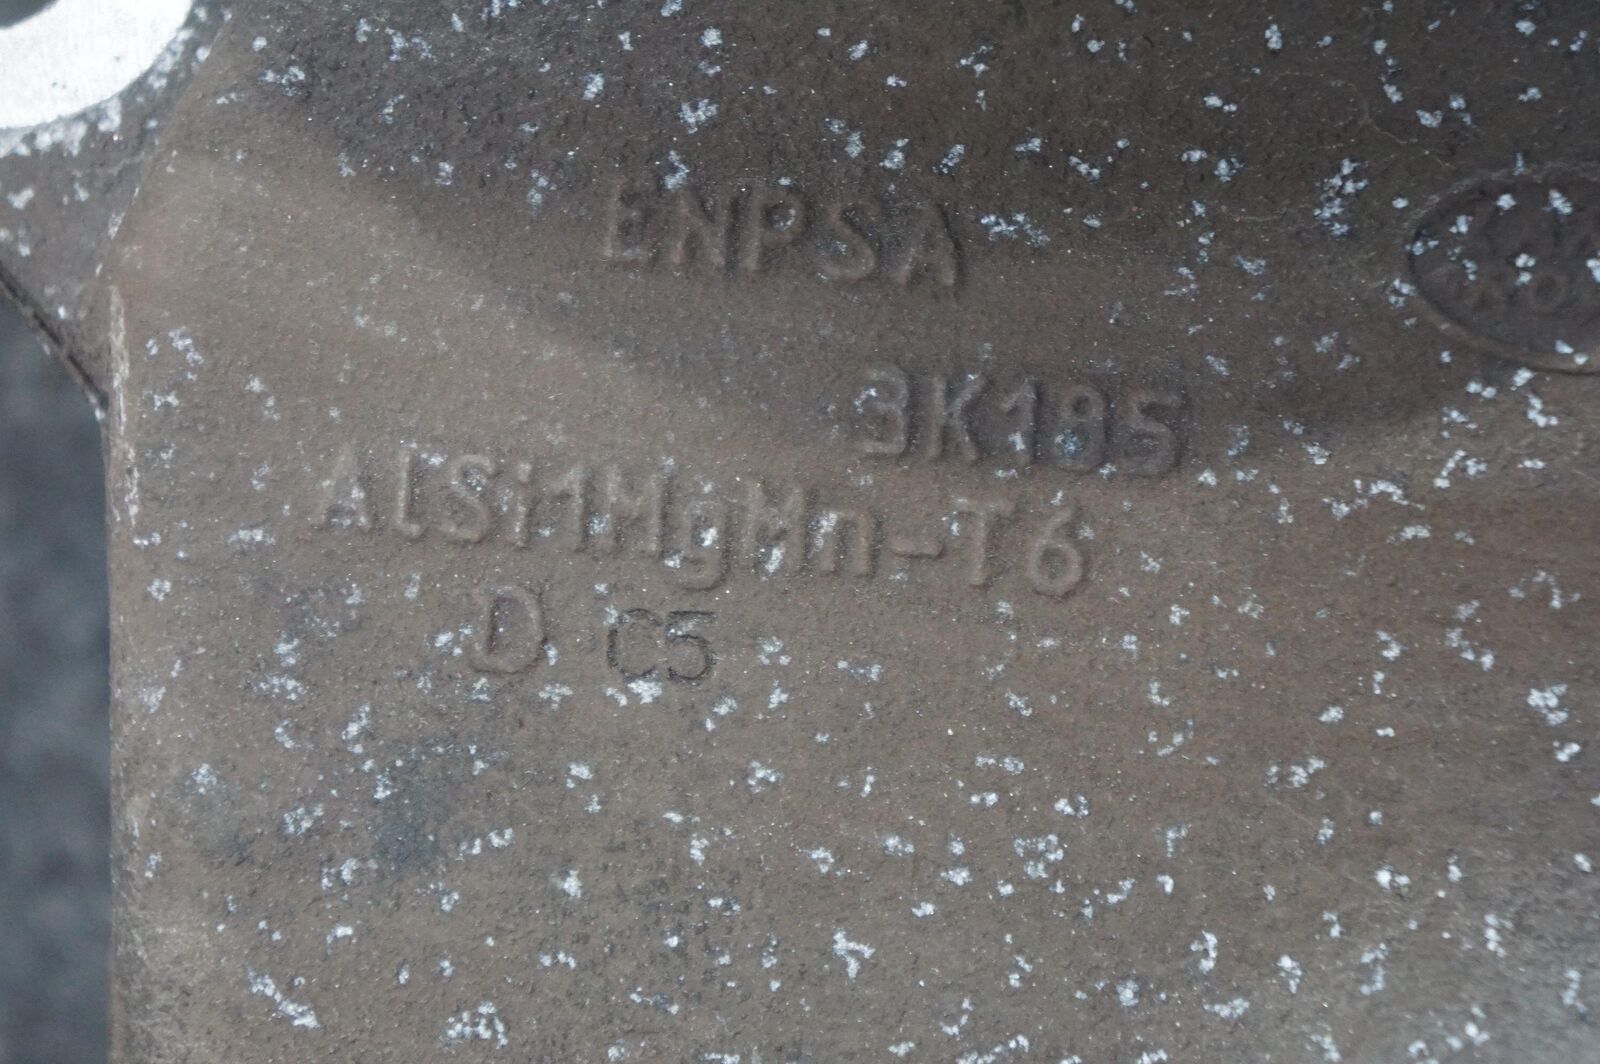 ENPSA
3K185
AlSi1MgMn-T6
D C5